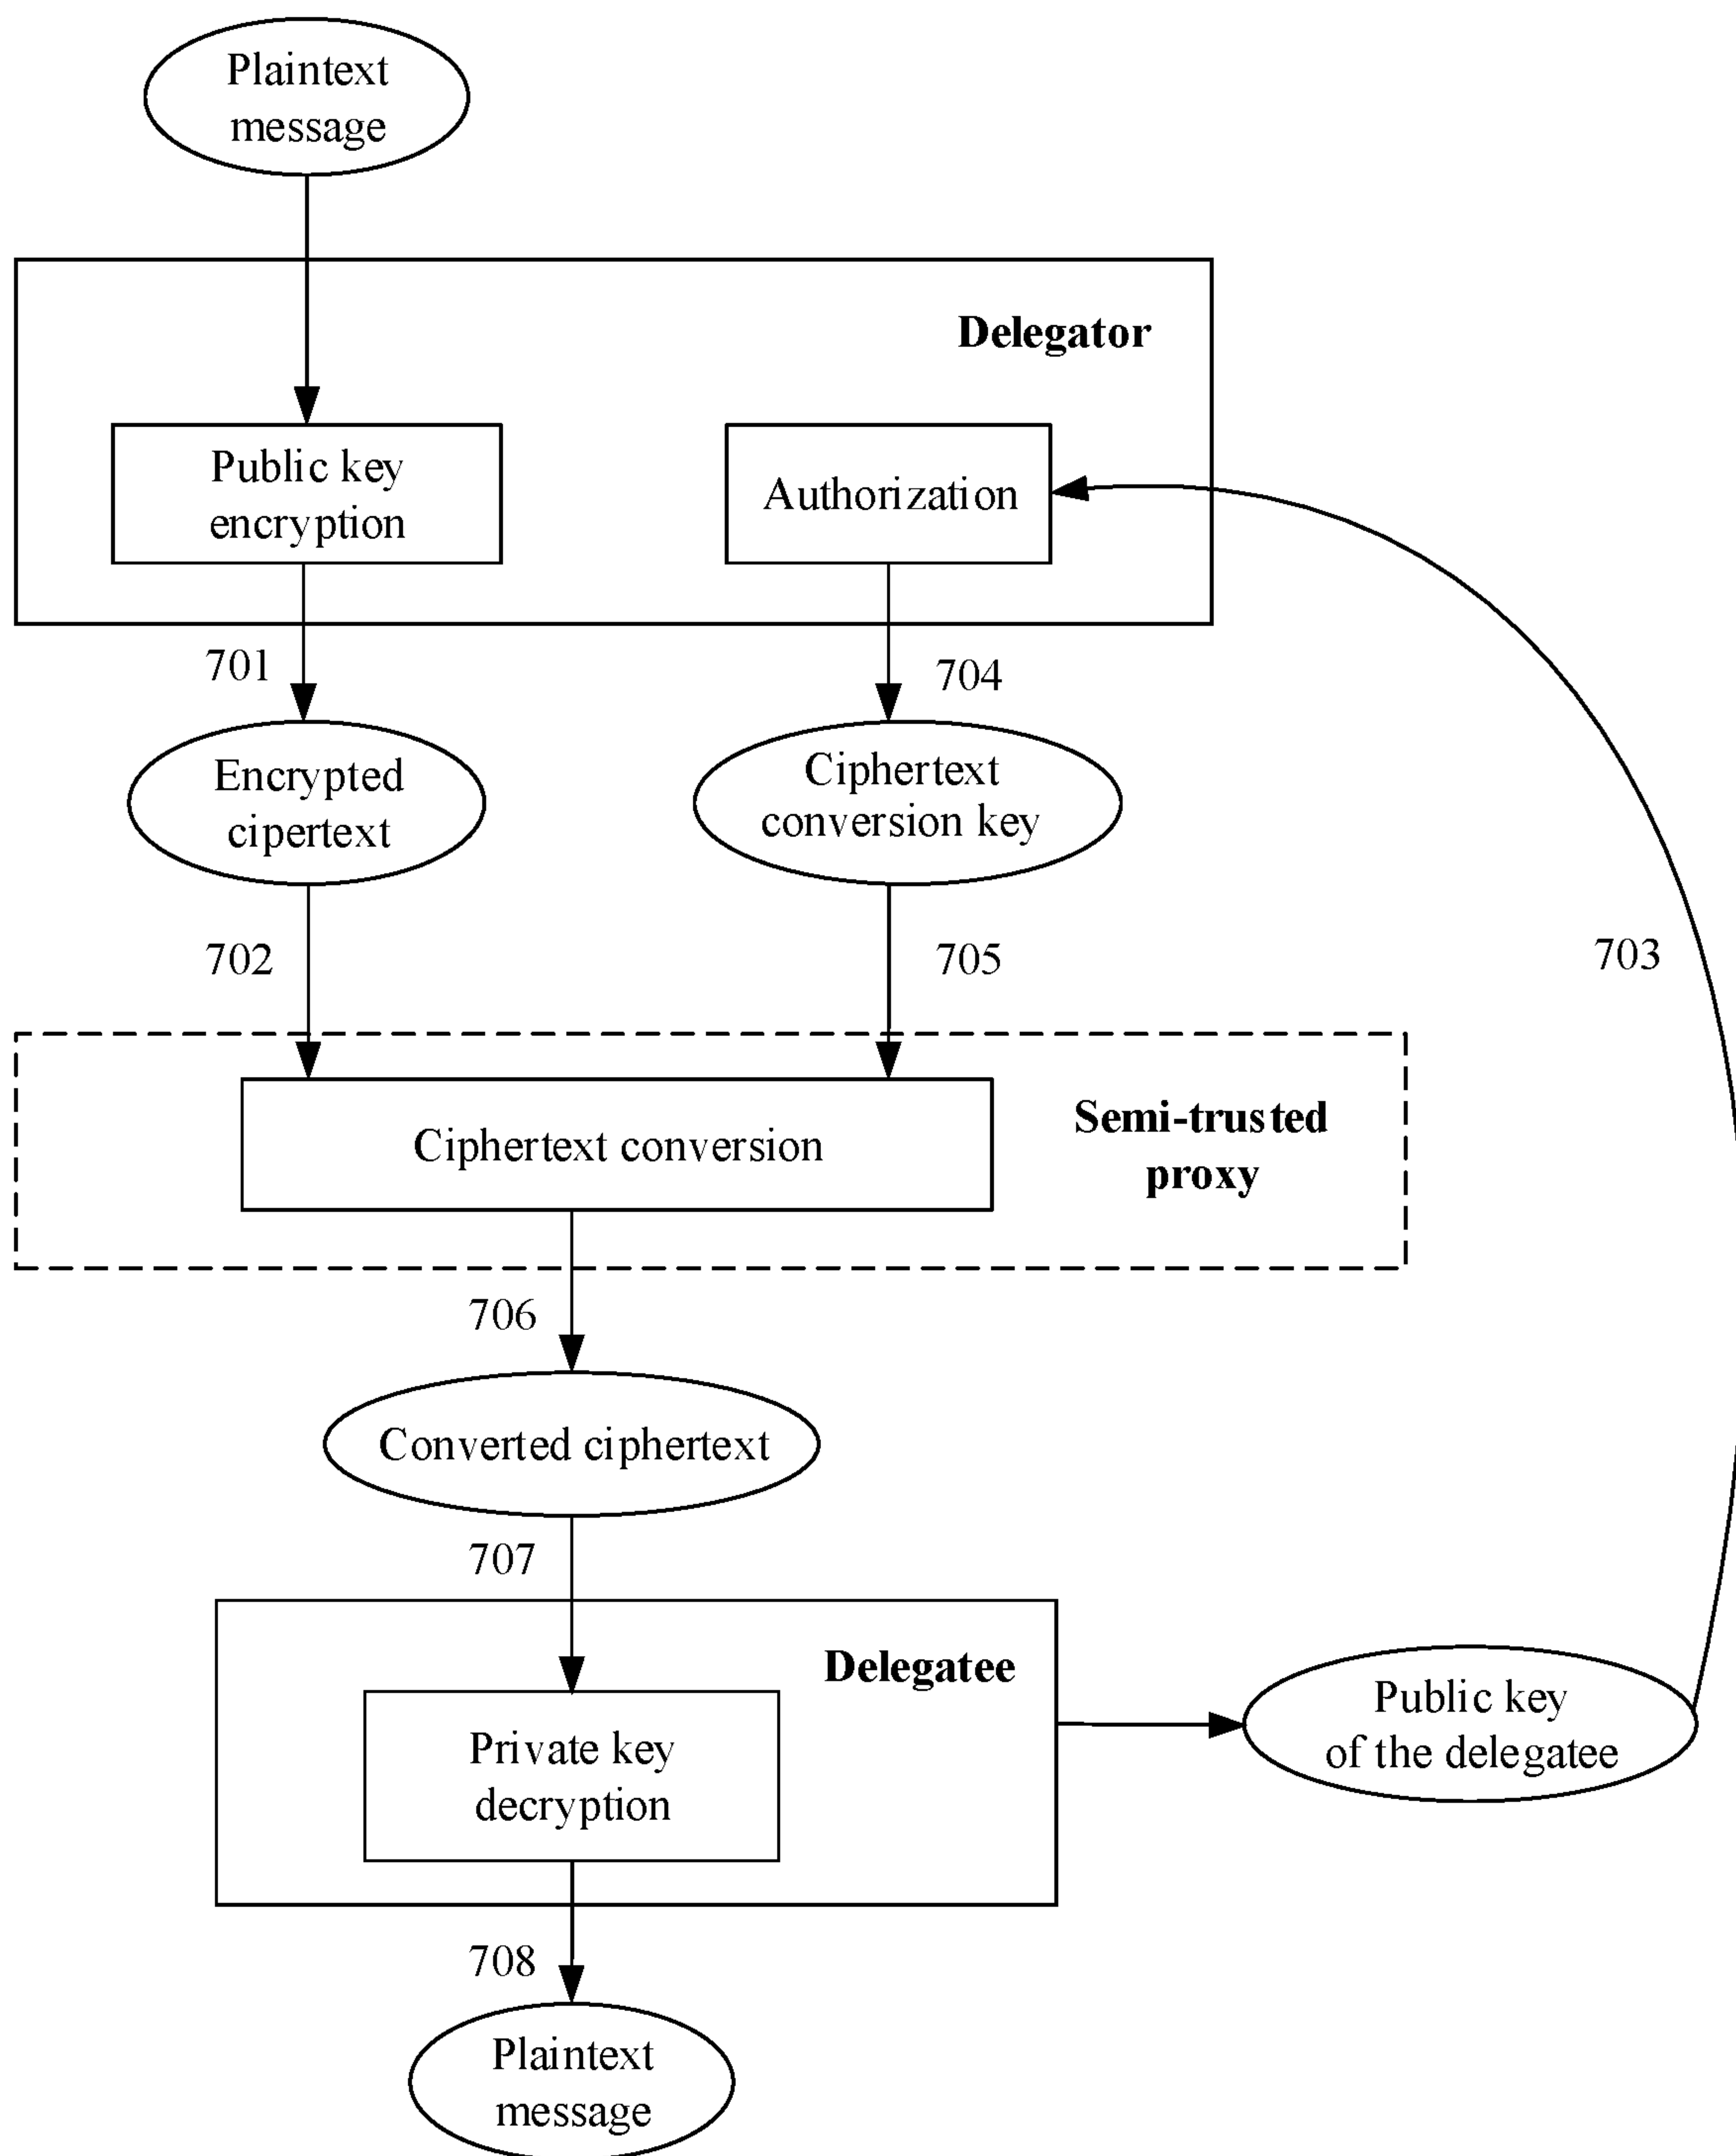 Plaintext
message
Delegator
Public key
encryption
Authorization
701
704
Encrypted
cipertext
Ciphertext
conversion key
702
705
703
Ciphertext conversion
Semi-trusted
proxy
706
Converted ciphertext
707
Delegatee
Private key
decryption
Public key
of the delegatee
708
Plaintext
message